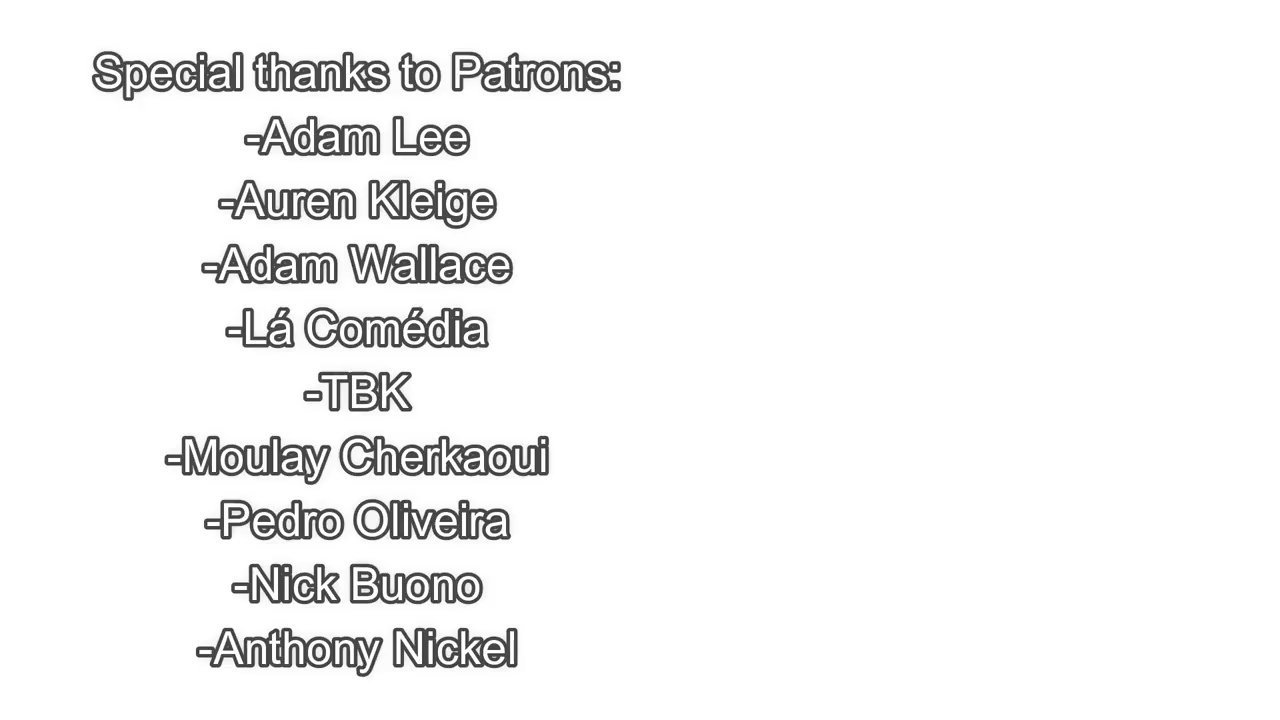 Special thanks to Patrons:
-Adam Lee
-Auren Kleige
-Adam Wallace
-Lá Comédia
-TBK
-Moulay Cherkaoui
-Pedro Oliveira
-Nick Buono
-Anthony Nickel